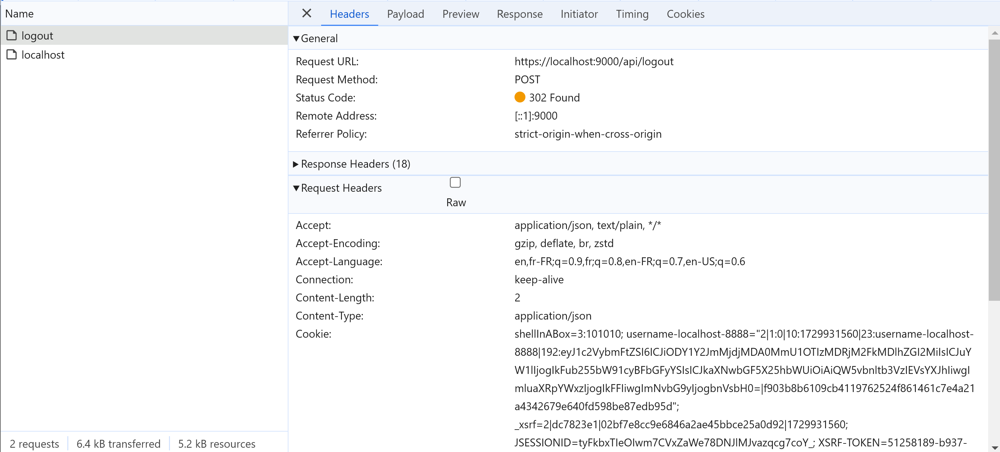 Name
logout
localhost
2 requests 6.4 kB transferred 5.2 kB resources
Headers Payload Preview Response Initiator Timing Cookies
General
Request URL: https://localhost:9000/api/logout
Request Method: POST
Status Code: 302 Found
Remote Address: [::1]:9000
Referrer Policy: strict-origin-when-cross-origin
Response Headers (18)
Request Headers
Raw
Accept: application/json, text/plain, */*
Accept-Encoding: gzip, deflate, br, zstd
Accept-Language: en,fr-FR;q=0.9,fr;q=0.8,en-FR;q=0.7,en-US;q=0.6
Connection: keep-alive
Content-Length: 2
Content-Type: application/json
Cookie: shellInABox=3:101010; username-localhost-8888="2|1:0|10:1729931560|23:username-localhost-
8888|192:eyJ1c2VybmFtZSI6ICJiODY1Y2JmMjdjMDA0MmU1OTIzMDRjM2FkMDlhZGI2MiIsICJuY
W1lIjogIkFub255bW91cyBFbGFyYSIsICJkaXNwbGF5X25hbWUiOiAiQW5vbnltb3VzIEVsYXJhIiwgI
mluaXRpYWxzIjogIkFFIiwgImNvbG9yIjogbnVsbH0=|f903b8b6109cb4119762524f861461c7e4a21
a4342679e640fd598be87edb95d";
_xsrf=2|dc7823e1|02bf7e8cc9e6846a2ae45bbce25a0d92|1729931560;
JSESSIONID=tyFkbxTIeOIwm7CVxZaWe78DNJlMJvazqcg7coY_; XSRF-TOKEN=51258189-b937-